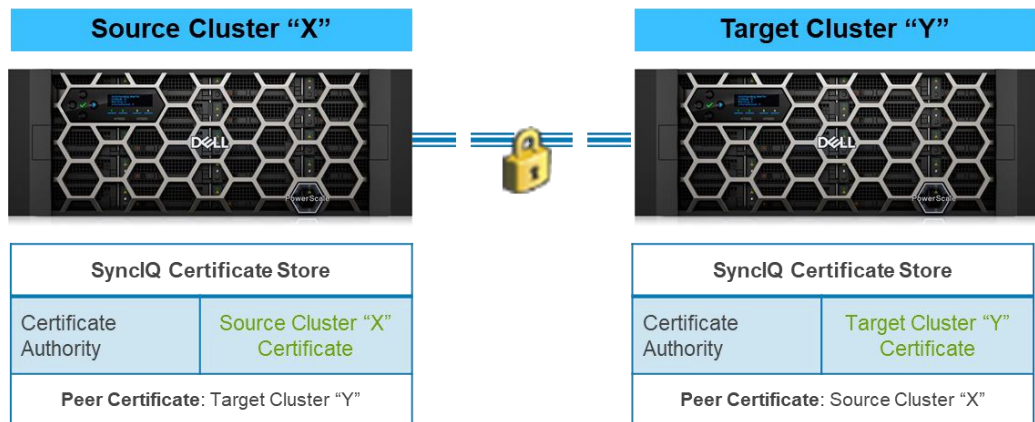 Source Cluster “X”
Target Cluster “Y”
DELL
PowerScale
DELL
PowerScale
SyncIQ Certificate Store
Certificate
Authority
Source Cluster “X”
Certificate
Peer Certificate: Target Cluster “Y”
SyncIQ Certificate Store
Certificate
Authority
Target Cluster “Y”
Certificate
Peer Certificate: Source Cluster “X”